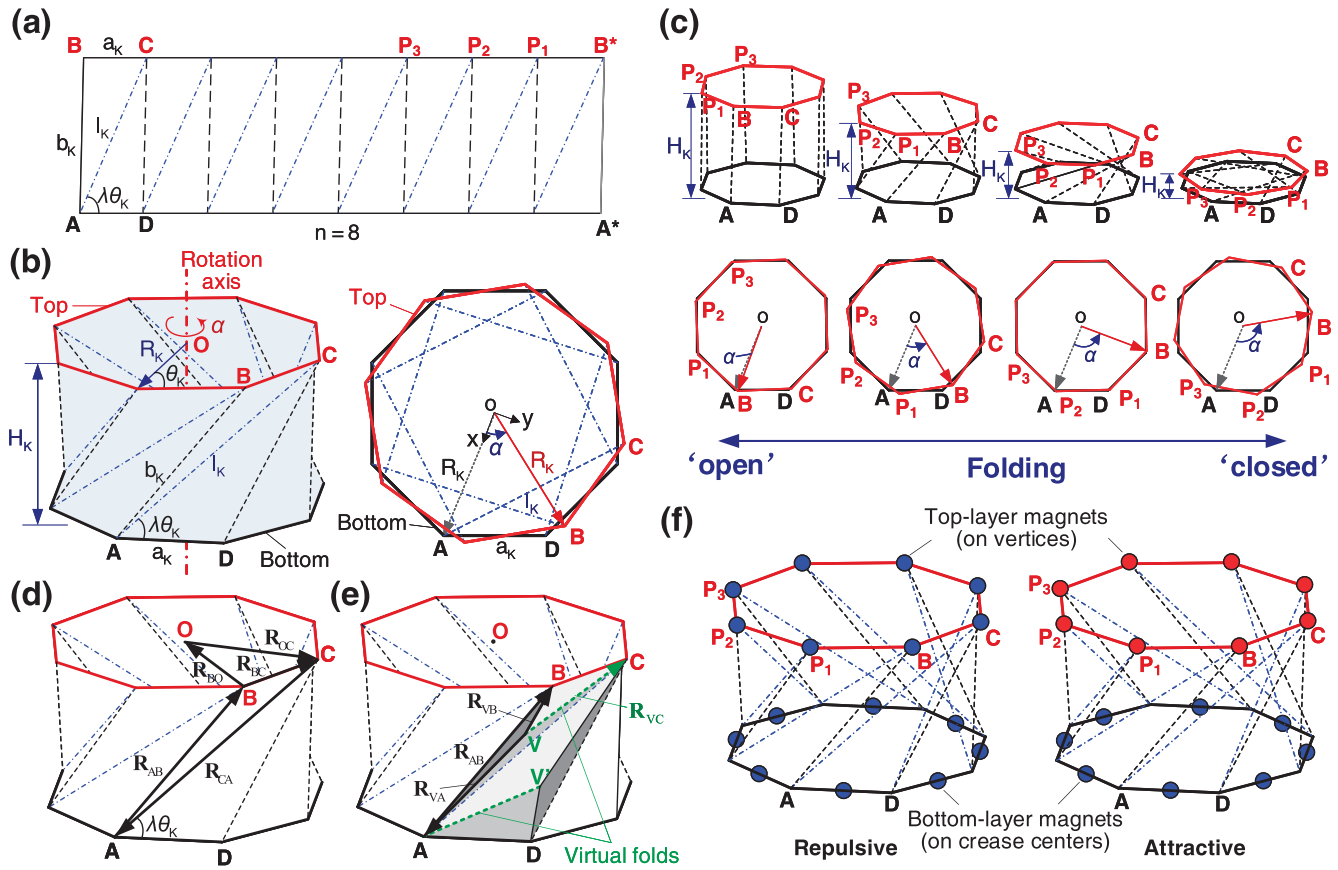 (a)
B a_K C P₃ P₂ P₁ B*
b_K l_K
λθ_K
A D n = 8 A*
(b)
Rotation
axis
Top α
R_K O
θ_K B C
H_K
b_K l_K
λθ_K
A a_K D Bottom
Top
o y
x α
R_K R_K C
l_K
Bottom
A a_K D B
(c)
P₃
P₂
P₁ B C
H_K
A D
P₃
P₂ P₁ B C
H_K
A D
P₃ C
B
P₂ P₁
H_K
A D
C
B
H_K
P₃ P₂ P₁
A D
P₃
P₂ o
α
P₁ C
A B D
P₃ o C
α
P₂ B
A P₁ D
o C
α
P₃ B
A P₂ D P₁
C
o B
α
P₃ P₁
A P₂ D
‘open’ Folding ‘closed’
(d)
O R_OC
R_BO R_BC C
B
R_AB R_CA
λθ_K
A D
(e)
O
B C
R_VB R_VC
R_AB V
R_VA V'
A D
Virtual folds
(f)
Top-layer magnets
(on vertices)
P₃
P₂ P₁ B C
A D
P₃
P₂ P₁ B C
A D
Bottom-layer magnets
(on crease centers)
Repulsive Attractive